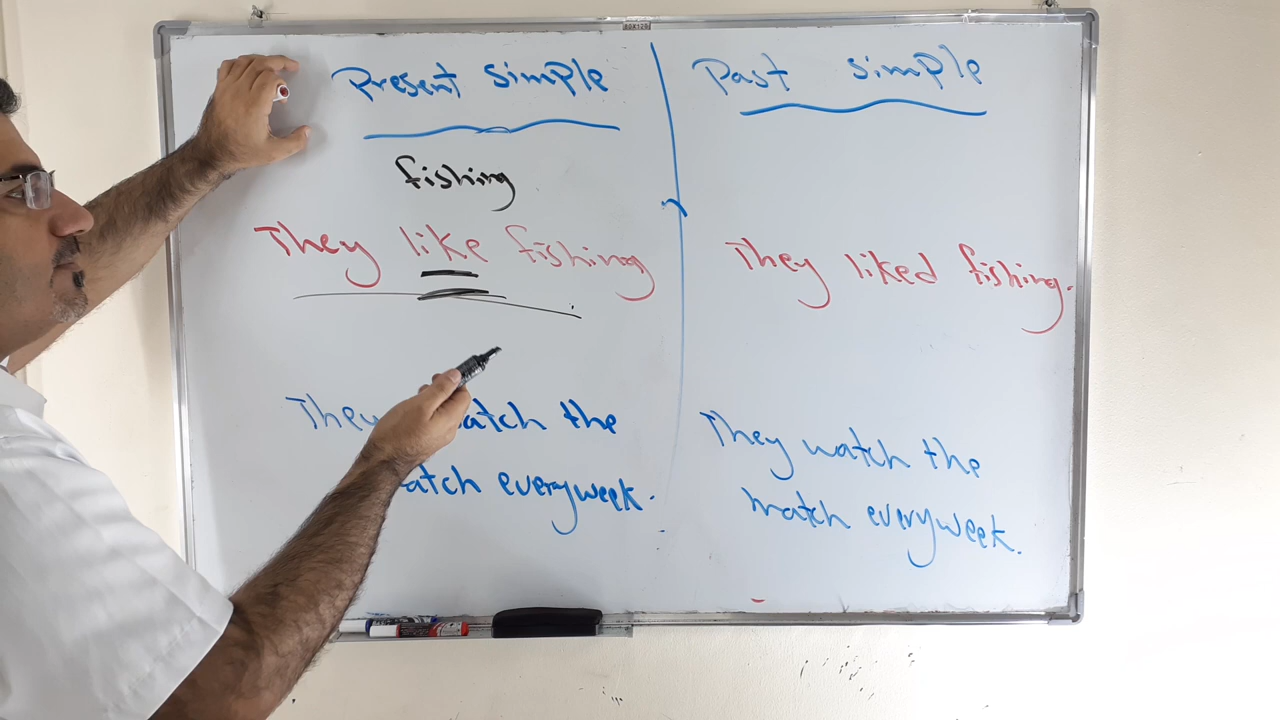 80X120
Present simple
fishing
They like fishing
They watch the
match everyweek.
Past simple
They liked fishing.
They watch the
match everyweek.